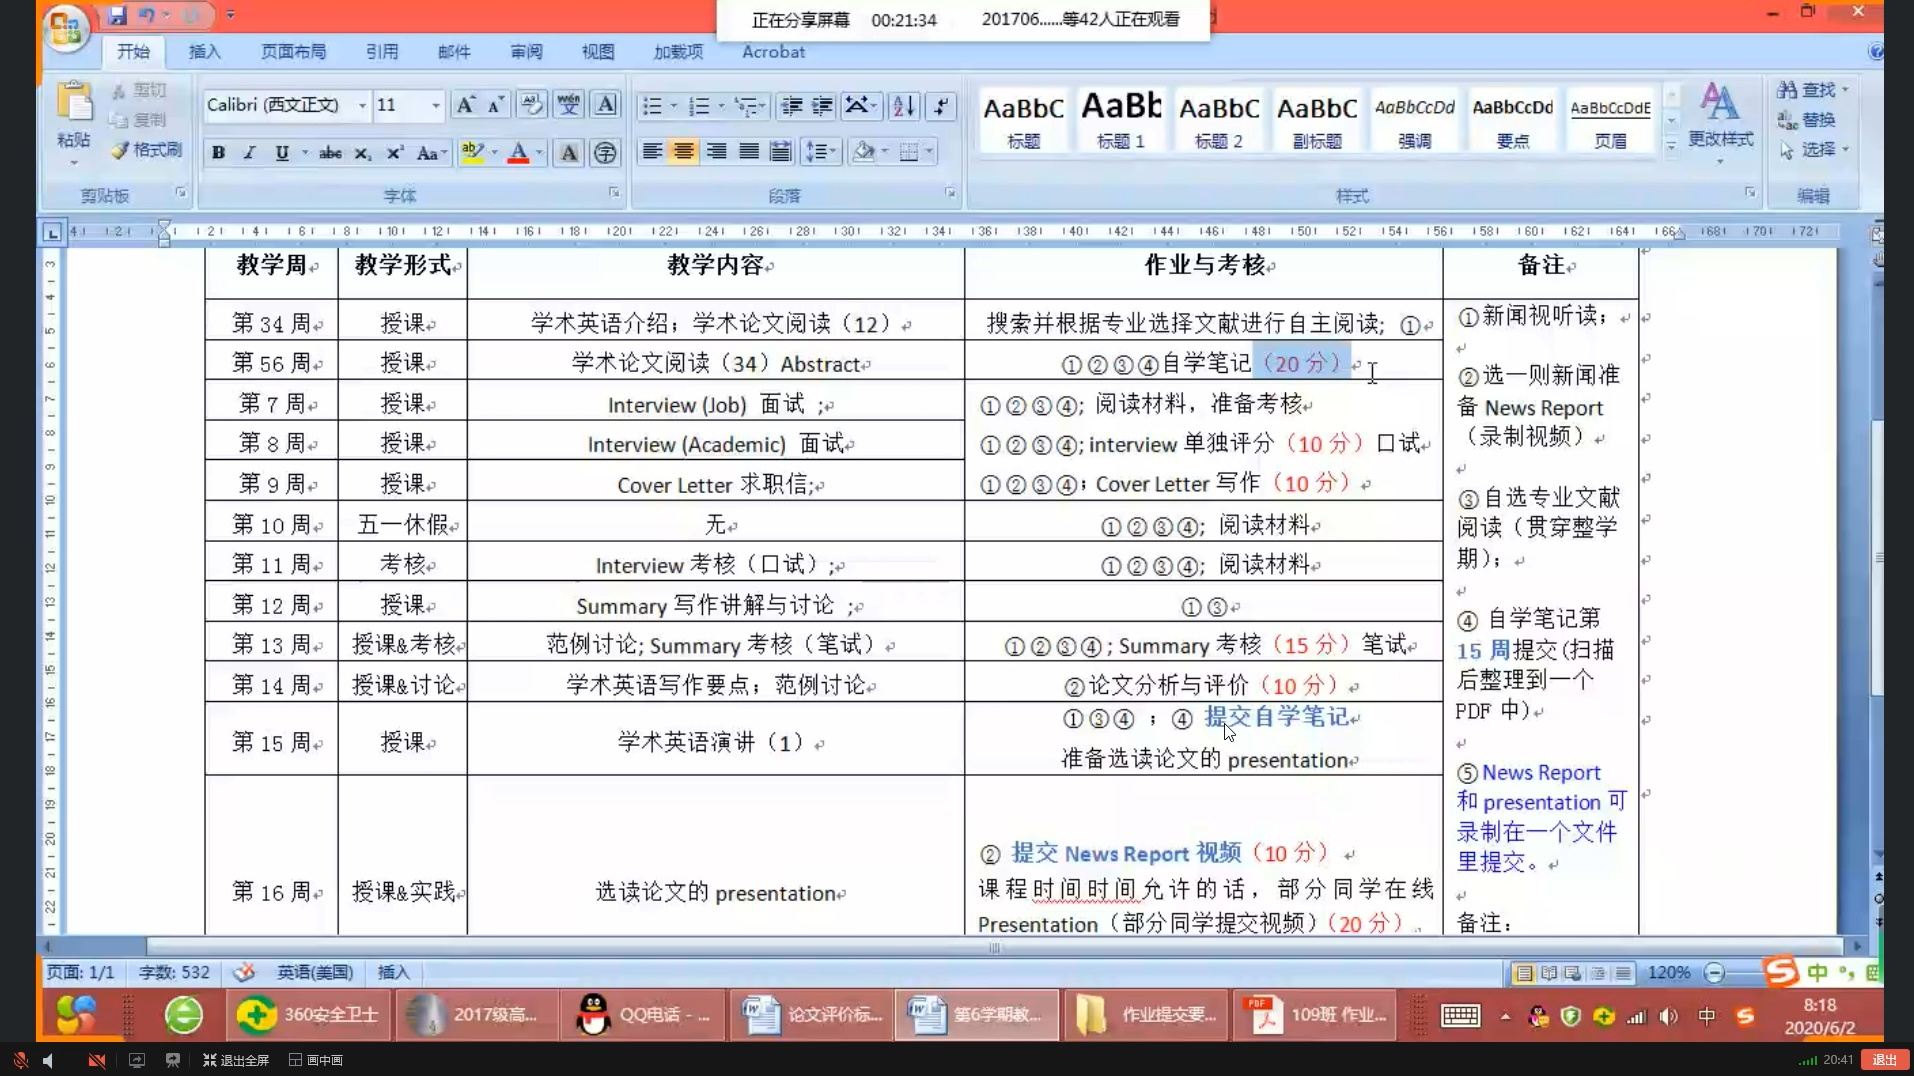 正在分享屏幕 00:21:34 201706......等42人正在观看
开始 插入 页面布局 引用 邮件 审阅 视图 加载项 Acrobat
粘贴 剪切 复制 格式刷
剪贴板
Calibri (西文正文) 11
B I U abc X₂ X² Aa
字体
段落
AaBbC AaBb AaBbC AaBbC AaBbCcDd AaBbCcDd AaBbCcDdE
标题 标题 1 标题 2 副标题 强调 要点 页眉
更改样式
样式
查找
替换
选择
编辑
教学周 教学形式 教学内容 作业与考核 备注
第 34 周 授课 学术英语介绍；学术论文阅读（12） 搜索并根据专业选择文献进行自主阅读; ①
第 56 周 授课 学术论文阅读（34）Abstract ①②③④自学笔记（20 分）
第 7 周 授课 Interview (Job) 面试 ; ①②③④; 阅读材料，准备考核
第 8 周 授课 Interview (Academic) 面试 ①②③④; interview 单独评分（10 分）口试
第 9 周 授课 Cover Letter 求职信; ①②③④；Cover Letter 写作（10 分）
第 10 周 五一休假 无 ①②③④; 阅读材料
第 11 周 考核 Interview 考核（口试）; ①②③④; 阅读材料
第 12 周 授课 Summary 写作讲解与讨论 ; ①③
第 13 周 授课&考核 范例讨论; Summary 考核（笔试） ①②③④; Summary 考核（15 分）笔试
第 14 周 授课&讨论 学术英语写作要点；范例讨论 ②论文分析与评价（10 分）
第 15 周 授课 学术英语演讲（1） ①③④ ；④ 提交自学笔记
准备选读论文的 presentation
第 16 周 授课&实践 选读论文的 presentation ② 提交 News Report 视频（10 分）
课程时间时间允许的话，部分同学在线
Presentation（部分同学提交视频）（20 分）.
①新闻视听读；
②选一则新闻准
备 News Report
（录制视频）
③自选专业文献
阅读（贯穿整学
期）；
④ 自学笔记第
15 周提交(扫描
后整理到一个
PDF 中)
⑤News Report
和 presentation 可
录制在一个文件
里提交。
备注：
页面: 1/1 字数: 532 英语(美国) 插入 120% 中
360安全卫士 2017级高... QQ电话 - ... 论文评价标... 第6学期教... 作业提交要... 109班 作业... 中
8:18
2020/6/2
退出全屏 画中画 20:41 退出